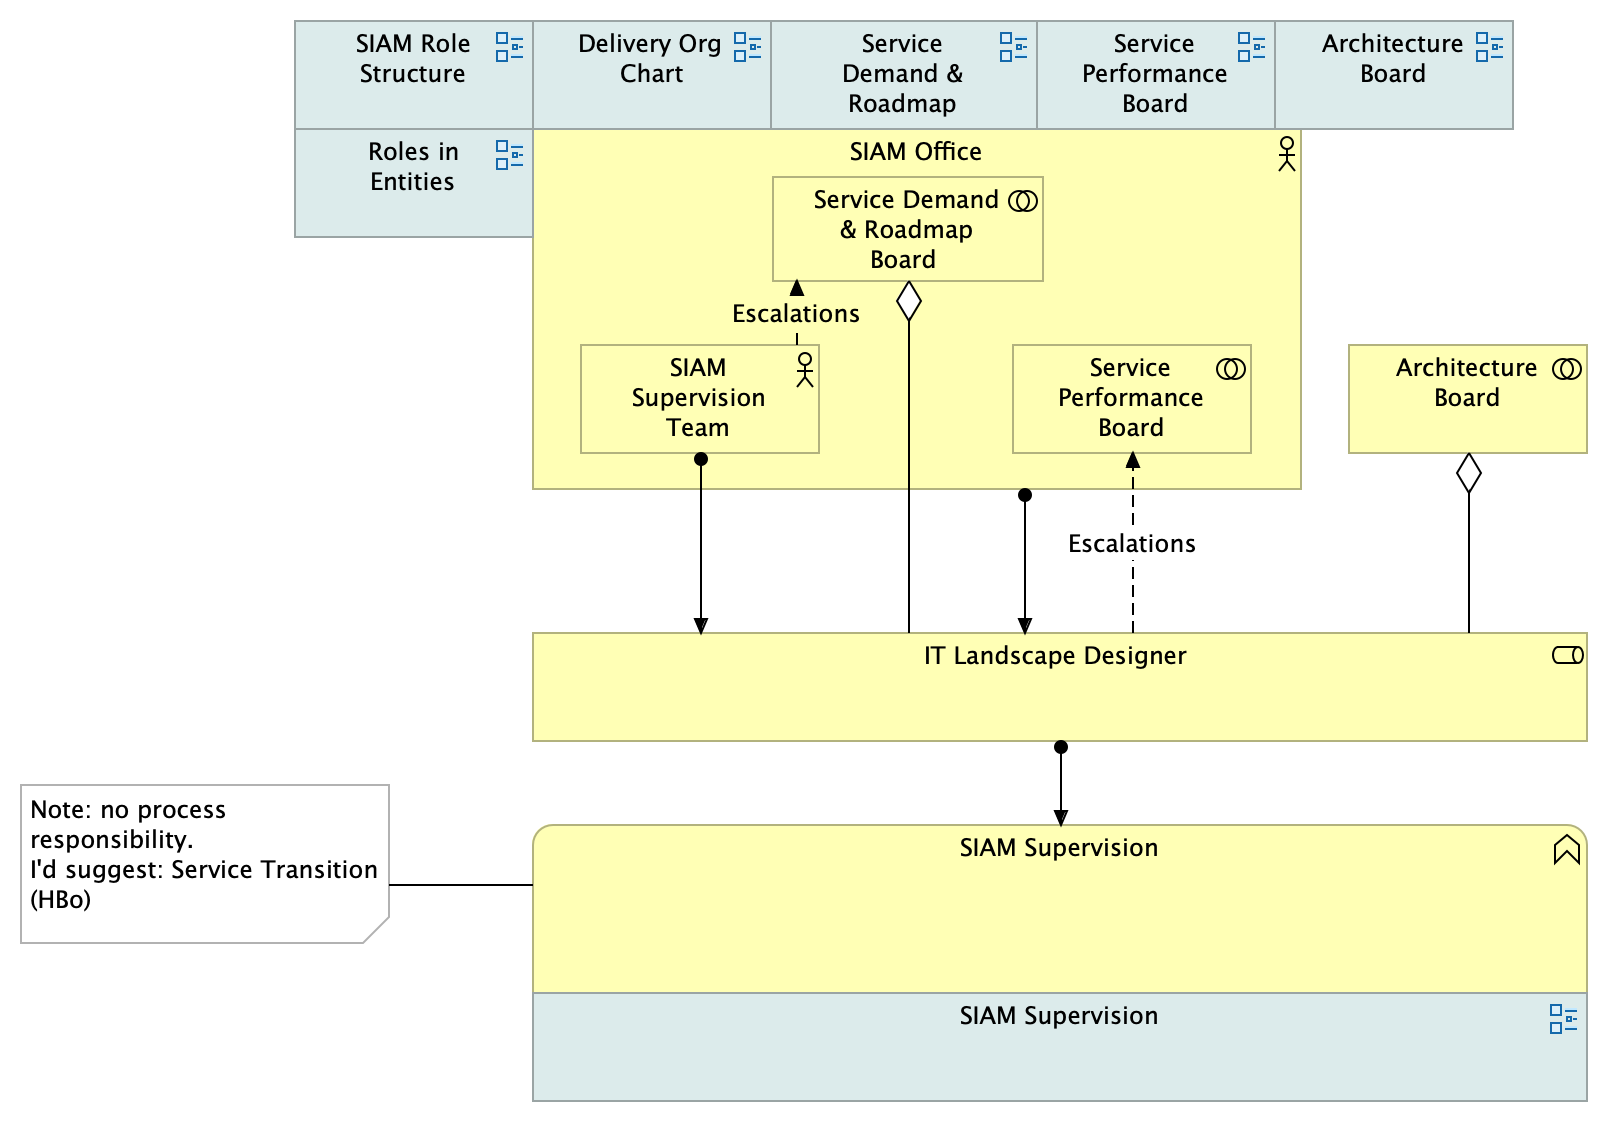 SIAM Role
Structure
Delivery Org
Chart
Service
Demand &
Roadmap
Service
Performance
Board
Architecture
Board
Roles in
Entities
SIAM Office
Service Demand
& Roadmap
Board
Escalations
SIAM
Supervision
Team
Service
Performance
Board
Architecture
Board
Escalations
IT Landscape Designer
Note: no process
responsibility.
I'd suggest: Service Transition
(HBo)
SIAM Supervision
SIAM Supervision